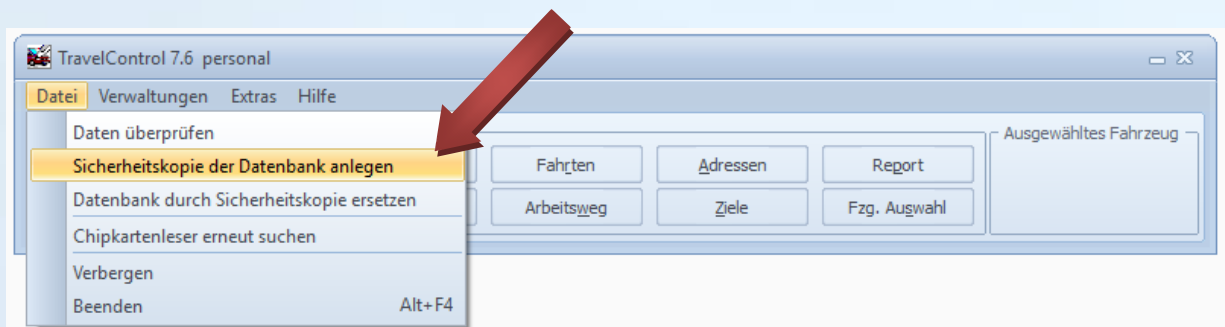 TravelControl 7.6 personal
Datei Verwaltungen Extras Hilfe
Daten überprüfen
Sicherheitskopie der Datenbank anlegen
Datenbank durch Sicherheitskopie ersetzen
Chipkartenleser erneut suchen
Verbergen
Beenden Alt+F4
Fahrten Adressen Report
Arbeitsweg Ziele Fzg. Auswahl
Ausgewähltes Fahrzeug